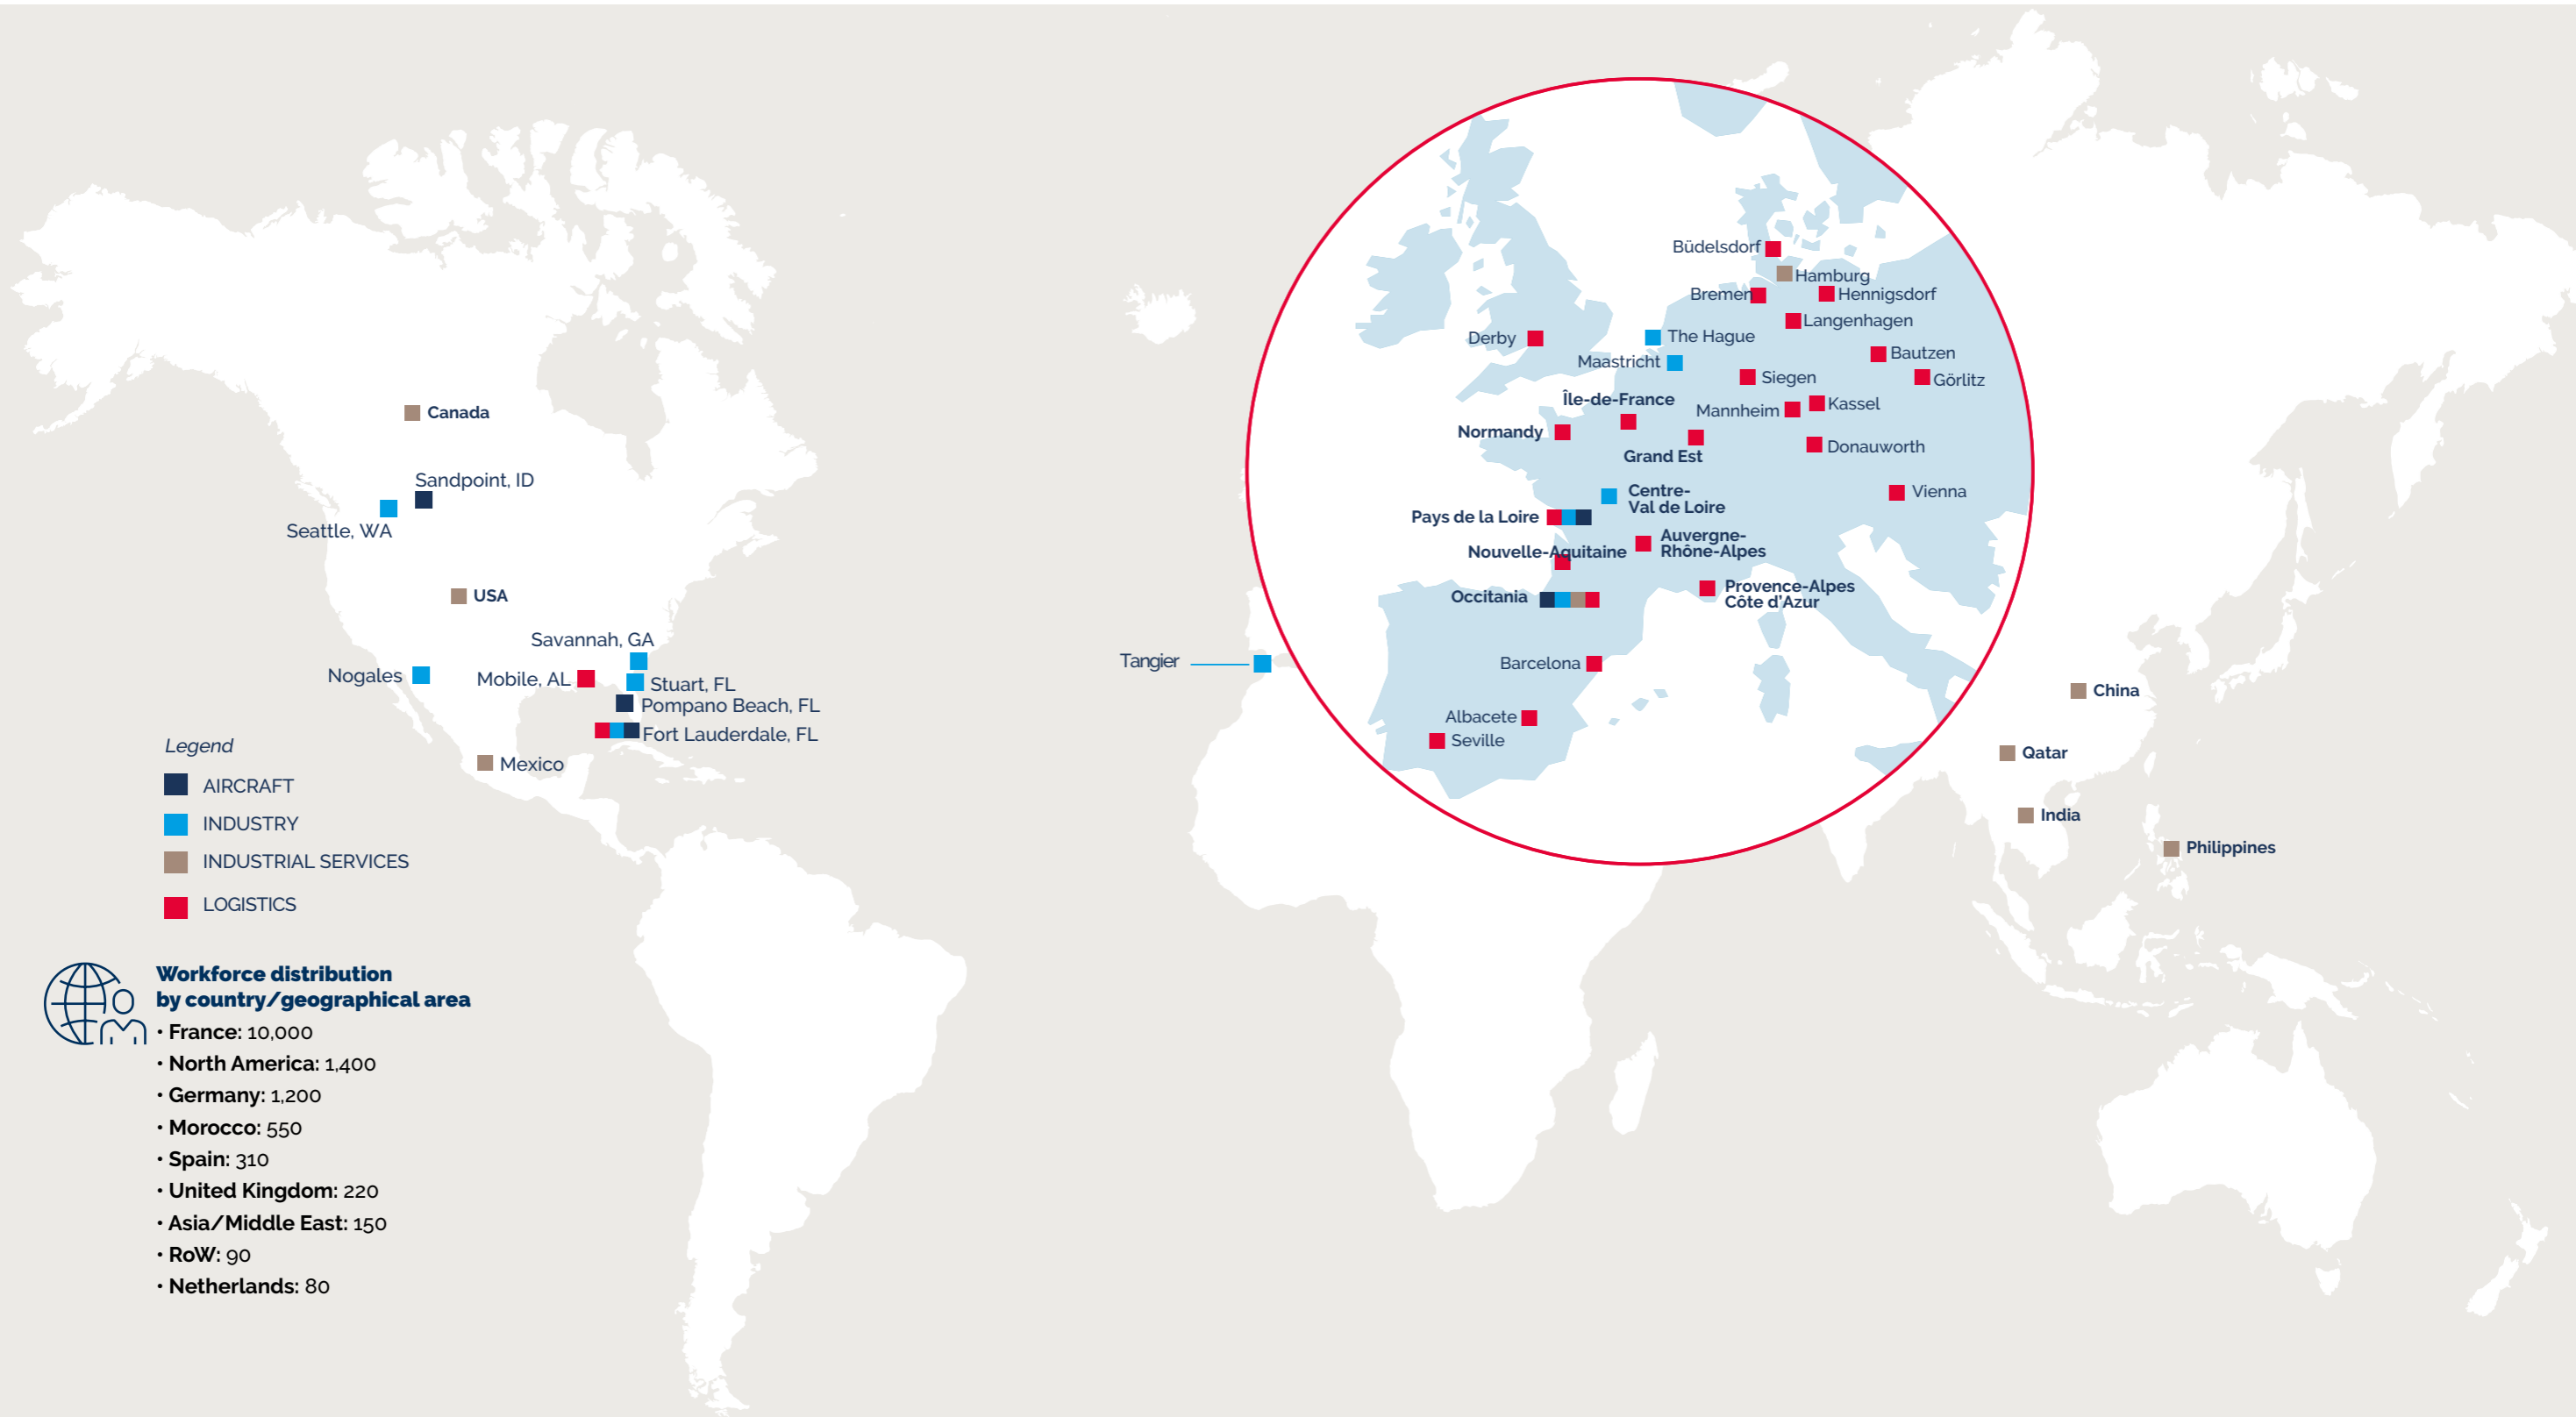 Canada
Sandpoint, ID
Seattle, WA
USA
Savannah, GA
Nogales
Mobile, AL
Stuart, FL
Pompano Beach, FL
Fort Lauderdale, FL
Mexico
Legend
AIRCRAFT
INDUSTRY
INDUSTRIAL SERVICES
LOGISTICS
Workforce distribution
by country/geographical area
• France: 10,000
• North America: 1,400
• Germany: 1,200
• Morocco: 550
• Spain: 310
• United Kingdom: 220
• Asia/Middle East: 150
• RoW: 90
• Netherlands: 80
Tangier
Büdelsdorf
Hamburg
Bremen
Hennigsdorf
Langenhagen
Derby
The Hague
Maastricht
Bautzen
Siegen
Görlitz
Île-de-France
Mannheim
Kassel
Normandy
Grand Est
Donauworth
Centre-
Val de Loire
Vienna
Pays de la Loire
Auvergne-
Rhône-Alpes
Nouvelle-Aquitaine
Provence-Alpes
Côte d'Azur
Occitania
Barcelona
Albacete
Seville
China
Qatar
India
Philippines